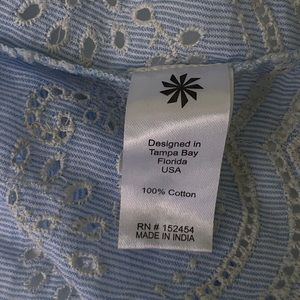 Designed in
Tampa Bay
Florida
USA
100% Cotton
RN # 152454
MADE IN INDIA